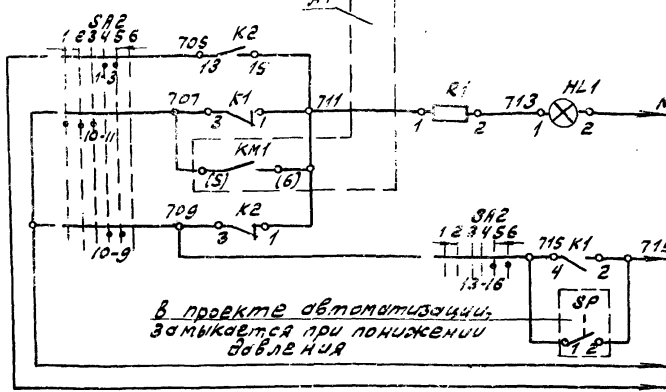 SA2
1 2 3 4 5 6
705 K2
13 15
1-3
707 K1 711
3 1
10-11
R1
1 2
713 HL1
1 2
N
KM1
(5) (6)
709 K2
3 1
10-9
SA2
1 2 3 4 5 6
13-16
715 K1
4 2
SP
1 2
В проекте автоматизации,
замыкается при понижении
давления